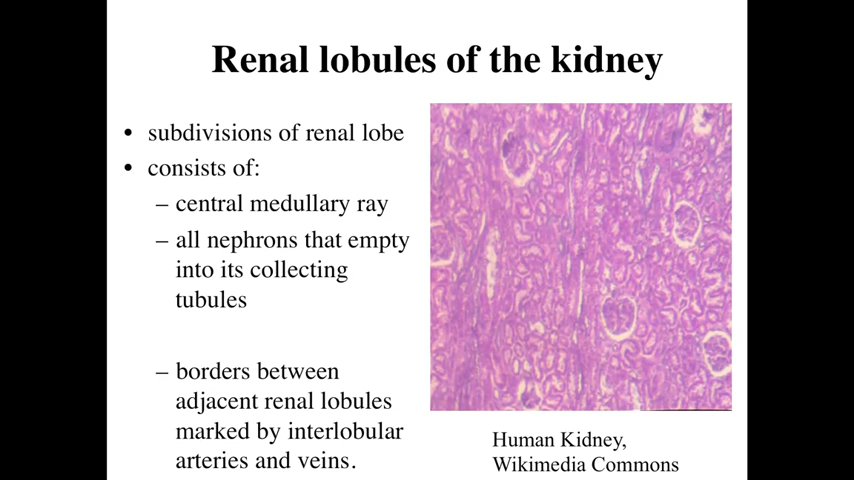 Renal lobules of the kidney
• subdivisions of renal lobe
• consists of:
– central medullary ray
– all nephrons that empty
into its collecting
tubules
– borders between
adjacent renal lobules
marked by interlobular
arteries and veins.
Human Kidney,
Wikimedia Commons